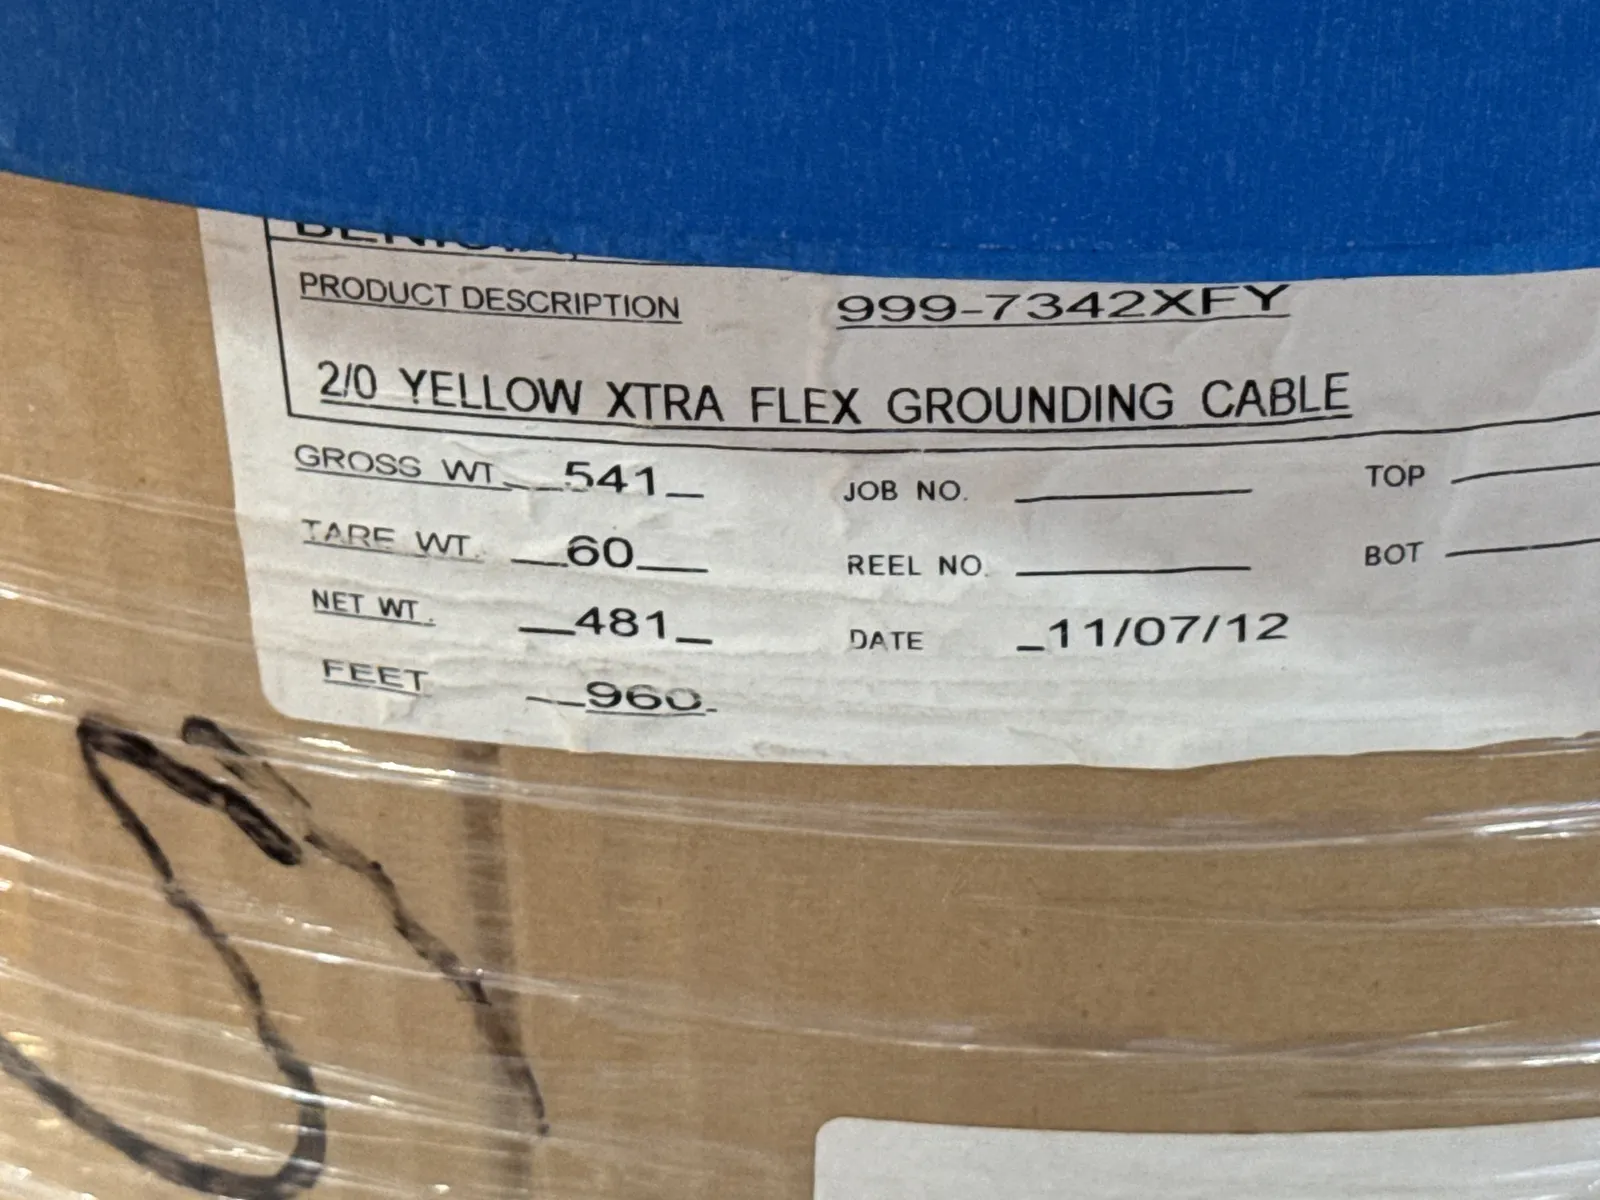 PRODUCT DESCRIPTION 999-7342XFY
2/0 YELLOW XTRA FLEX GROUNDING CABLE
GROSS WT. 541 JOB NO. TOP
TARE WT. 60 REEL NO. BOT
NET WT. 481 DATE 11/07/12
FEET 960